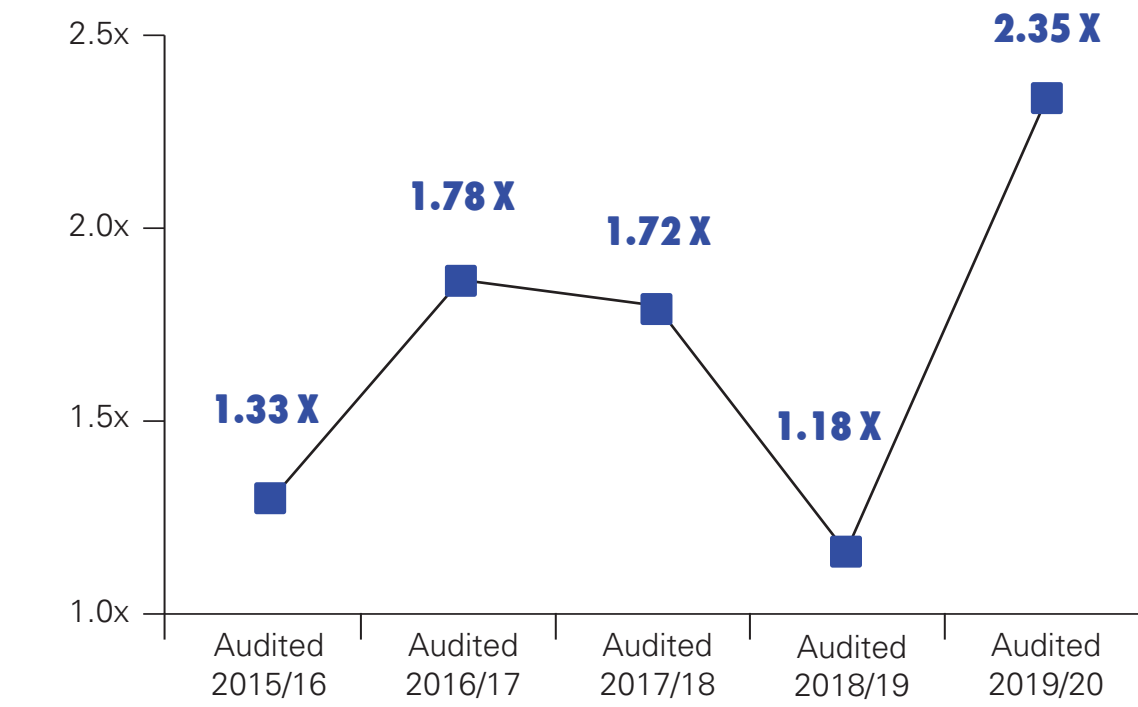 2.5x
2.0x
1.5x
1.0x
1.33 X
1.78 X
1.72 X
1.18 X
2.35 X
Audited
2015/16
Audited
2016/17
Audited
2017/18
Audited
2018/19
Audited
2019/20